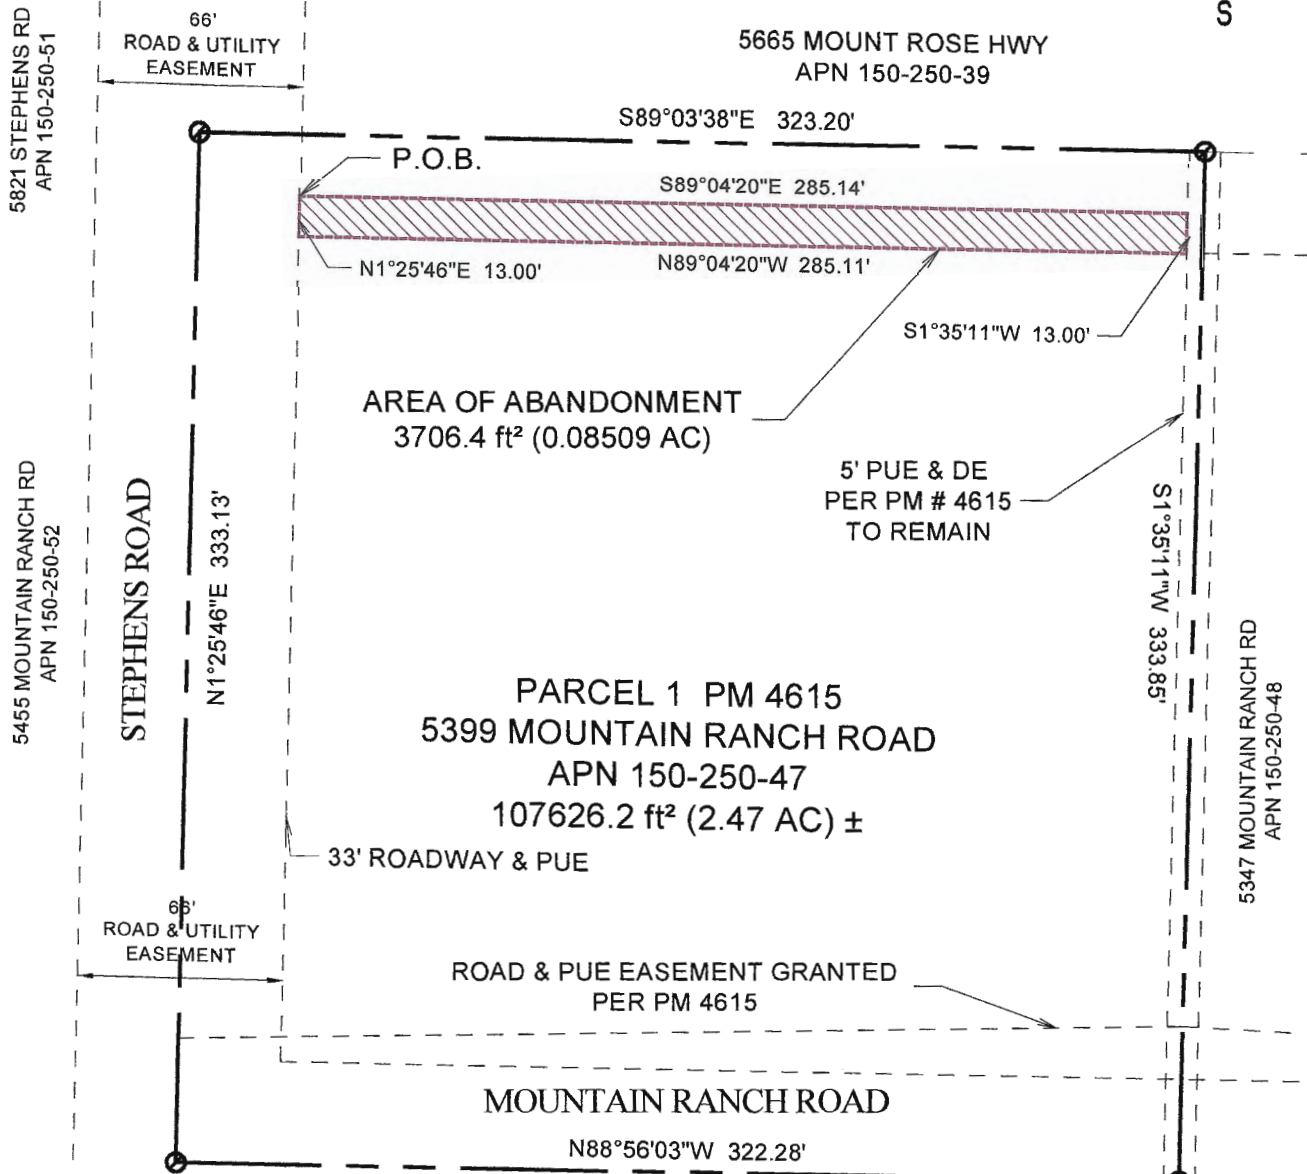 S
66'
ROAD & UTILITY
EASEMENT
5821 STEPHENS RD
APN 150-250-51
5665 MOUNT ROSE HWY
APN 150-250-39
S89°03'38"E 323.20'
P.O.B.
S89°04'20"E 285.14'
N1°25'46"E 13.00'
N89°04'20"W 285.11'
S1°35'11"W 13.00'
AREA OF ABANDONMENT
3706.4 ft² (0.08509 AC)
5' PUE & DE
PER PM # 4615
TO REMAIN
5455 MOUNTAIN RANCH RD
APN 150-250-52
STEPHENS ROAD
N1°25'46"E 333.13'
S1°35'11"W 333.85'
5347 MOUNTAIN RANCH RD
APN 150-250-48
PARCEL 1 PM 4615
5399 MOUNTAIN RANCH ROAD
APN 150-250-47
107626.2 ft² (2.47 AC) ±
33' ROADWAY & PUE
66'
ROAD & UTILITY
EASEMENT
ROAD & PUE EASEMENT GRANTED
PER PM 4615
MOUNTAIN RANCH ROAD
N88°56'03"W 322.28'